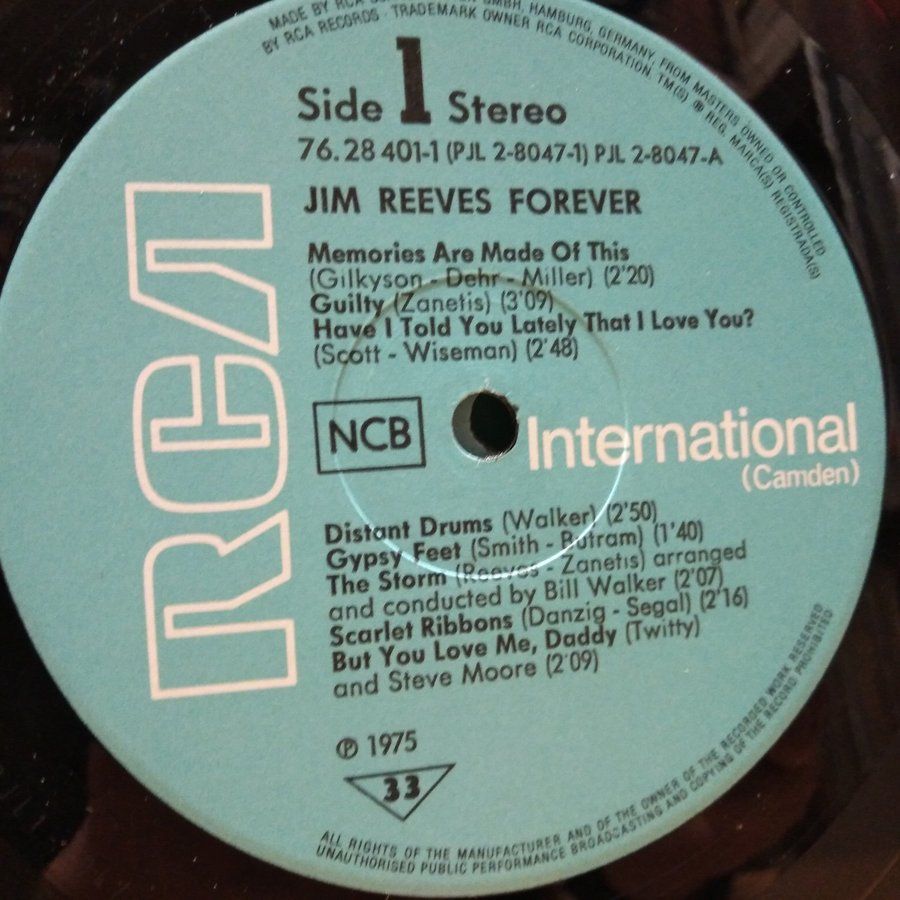 MADE BY RCA GMBH, HAMBURG, GERMANY, FROM MASTERS OWNED OR CONTROLLED
BY RCA RECORDS · TRADEMARK OWNER RCA CORPORATION TM(S) ® REG. MARCA(S) REGISTRADA(S)
Side 1 Stereo
76.28 401-1 (PJL 2-8047-1) PJL 2-8047-A
JIM REEVES FOREVER
Memories Are Made Of This
(Gilkyson - Dehr - Miller) (2'20)
Guilty (Zanetis) (3'09)
Have I Told You Lately That I Love You?
(Scott - Wiseman) (2'48)
RCA
NCB
International
(Camden)
Distant Drums (Walker) (2'50)
Gypsy Feet (Smith - Butram) (1'40)
The Storm (Reeves - Zanetis) arranged
and conducted by Bill Walker (2'07)
Scarlet Ribbons (Danzig - Segal) (2'16)
But You Love Me, Daddy (Twitty)
and Steve Moore (2'09)
℗ 1975
33
ALL RIGHTS OF THE MANUFACTURER AND OF THE OWNER OF THE RECORDED WORK RESERVED
UNAUTHORISED PUBLIC PERFORMANCE BROADCASTING AND COPYING OF THE RECORD PROHIBITED